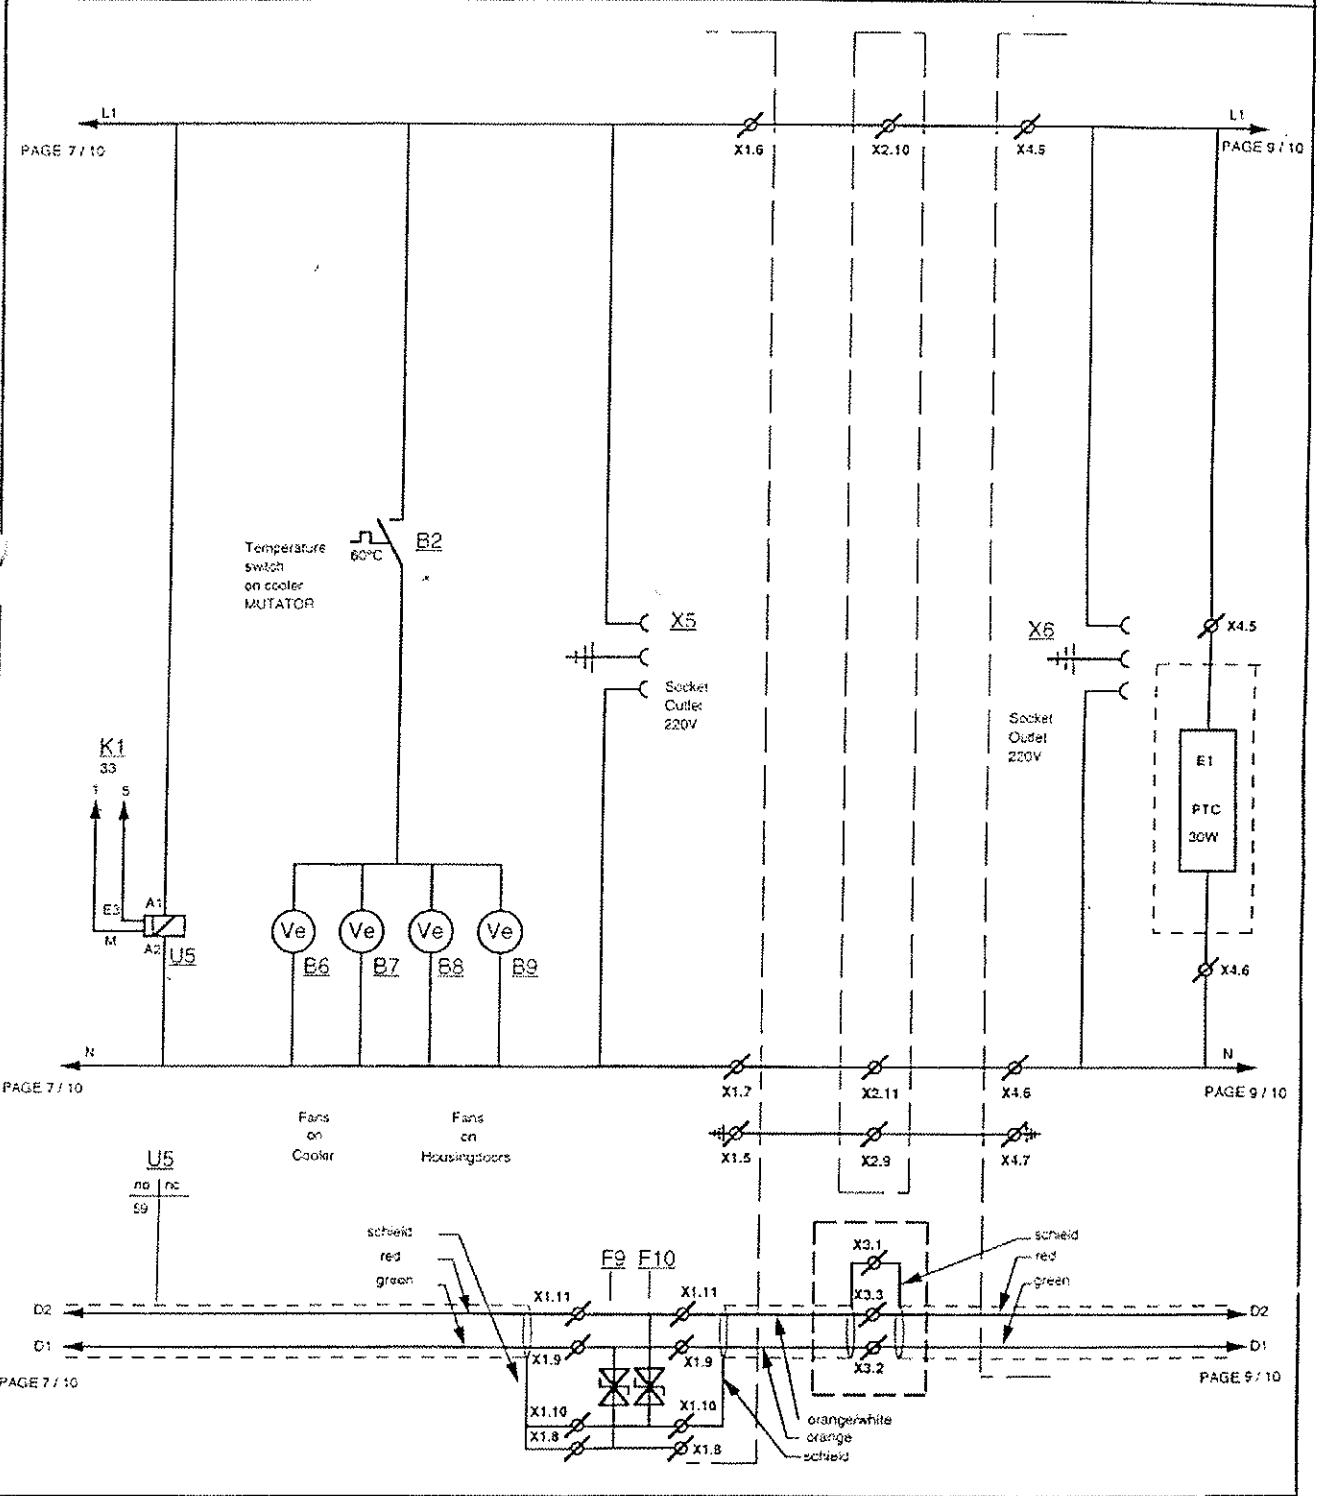 L1
L1
PAGE 7 / 10
X1.6
X2.10
X4.5
PAGE 9 / 10
Temperature
switch
on cooler
MUTATOR
60°C
B2
X5
Socket
Outlet
220V
X6
Socket
Outlet
220V
X4.5
E1
PTC
30W
X4.6
K1
33
1 5
E3
A1
M
A2
U5
Ve
Ve
Ve
Ve
B6
B7
B8
B9
N
N
PAGE 7 / 10
X1.7
X2.11
X4.6
PAGE 9 / 10
Fans
on
Cooler
Fans
on
Housingdoors
X1.5
X2.9
X4.7
U5
no nc
59
schield
red
green
F9
F10
X3.1
schield
red
green
D2
X1.11
X1.11
X3.3
D2
D1
X1.9
X1.9
X3.2
D1
PAGE 7 / 10
PAGE 9 / 10
X1.10
X1.10
X1.8
X1.8
orange/white
orange
schield